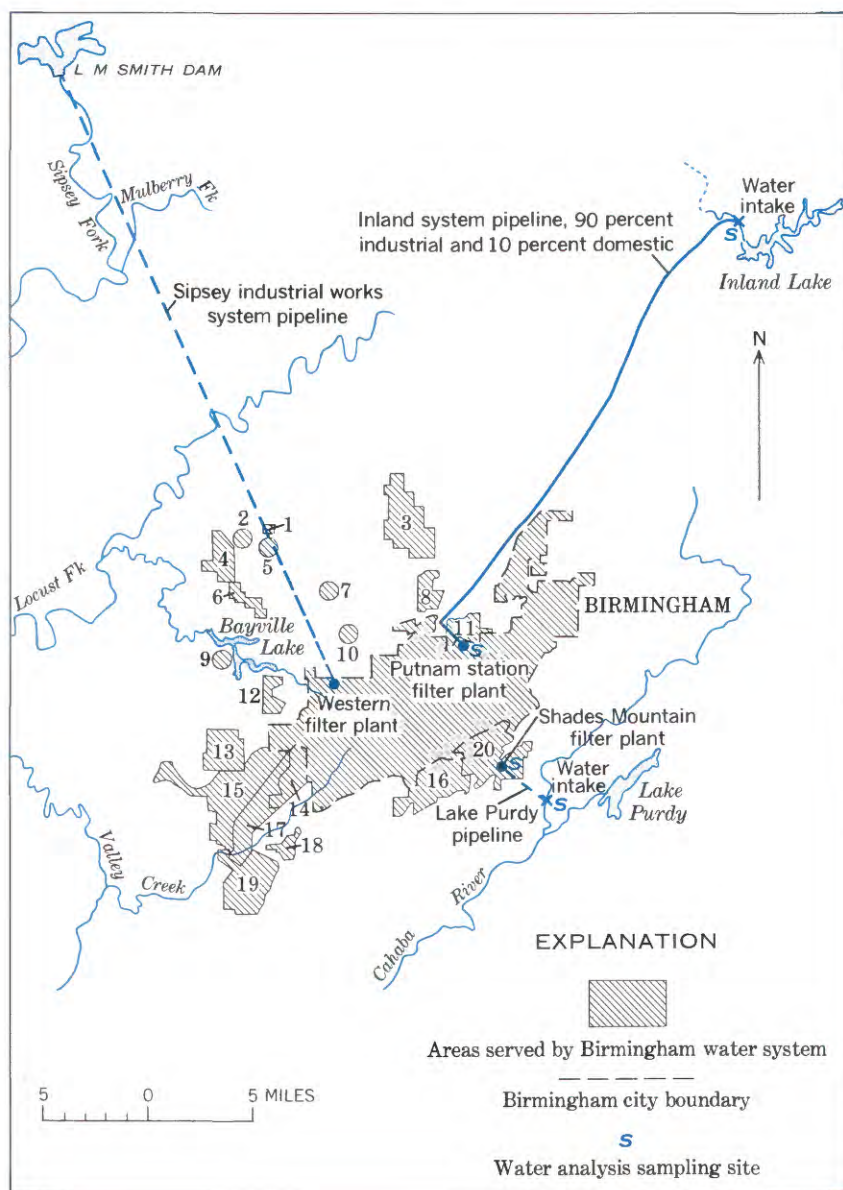 L M SMITH DAM
Sipsey Fork
Mulberry Fk
Water
intake
S
Inland system pipeline, 90 percent
industrial and 10 percent domestic
Inland Lake
Sipsey industrial works
system pipeline
N
1
2
3
4
5
6
7
8
Locust Fk
BIRMINGHAM
Bayville
Lake
9
10
11
S
Putnam station
filter plant
12
Western
filter plant
Shades Mountain
filter plant
13
20
S
Water
intake
S
16
15
14
Lake Purdy
pipeline
Lake
Purdy
17
18
19
Valley
Creek
Cahaba River
EXPLANATION
Areas served by Birmingham water system
Birmingham city boundary
S
Water analysis sampling site
5 0 5 MILES